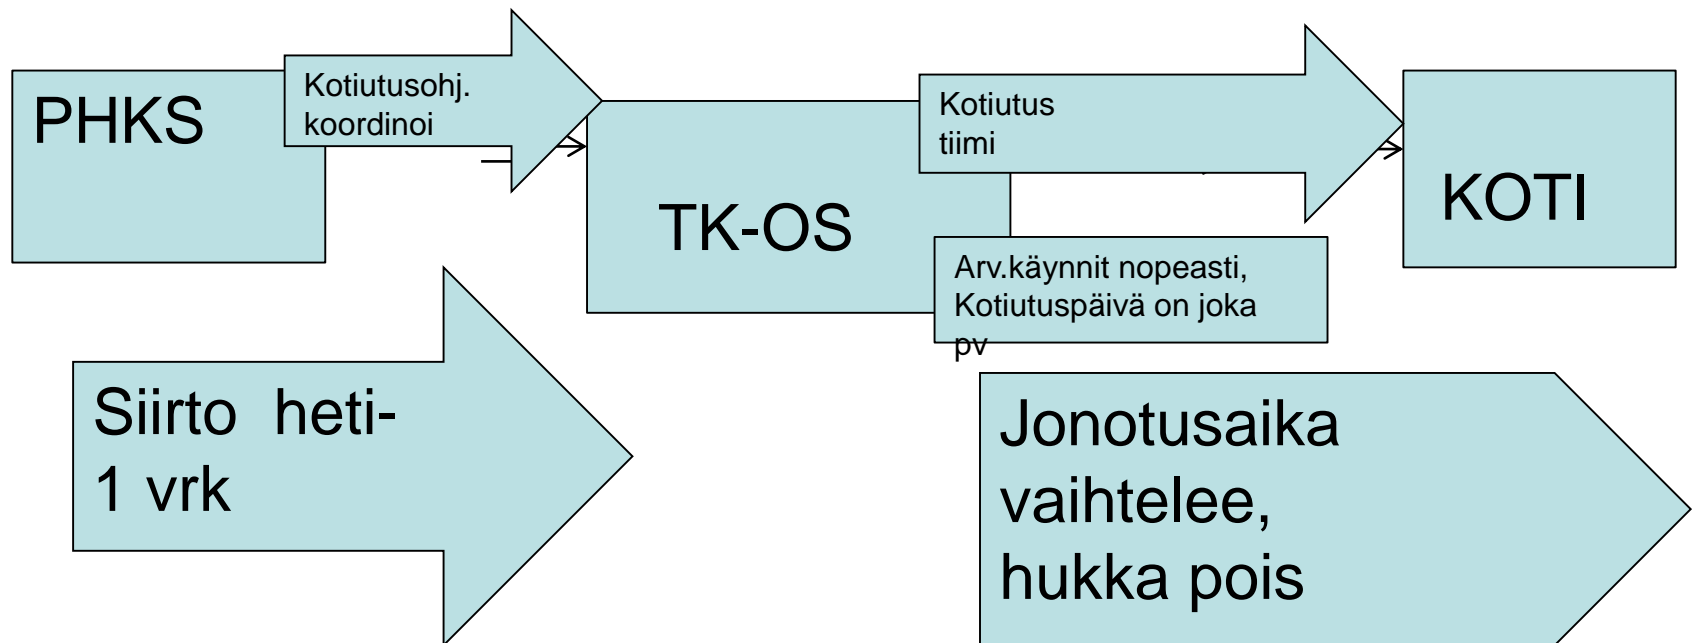 PHKS
Kotiutusohj.
koordinoi
TK-OS
Kotiutus
tiimi
KOTI
Arv.käynnit nopeasti,
Kotiutuspäivä on joka
pv
Siirto heti-
1 vrk
Jonotusaika
vaihtelee,
hukka pois